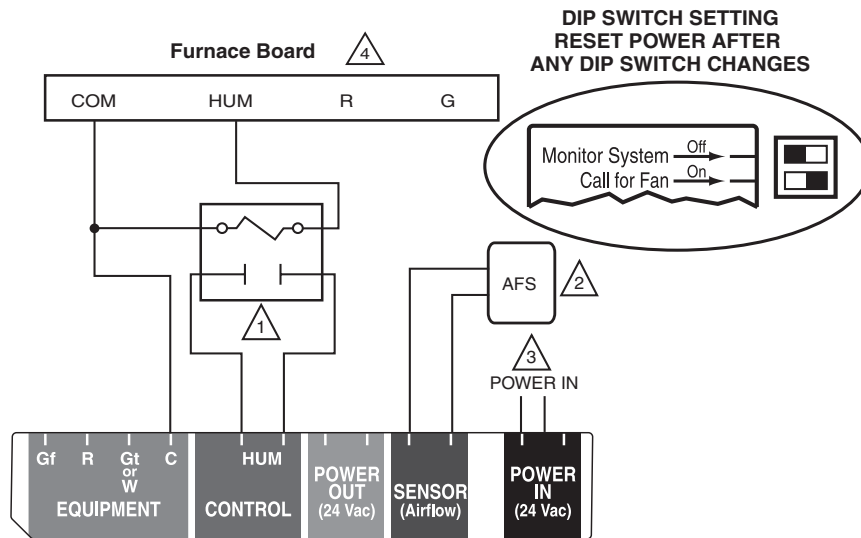 DIP SWITCH SETTING
RESET POWER AFTER
ANY DIP SWITCH CHANGES
Furnace Board
4
COM HUM R G
Monitor System Off
Call for Fan On
AFS
2
1
3
POWER IN
Gf R Gt or W C
EQUIPMENT
HUM
CONTROL
POWER
OUT
(24 Vac)
SENSOR
(Airflow)
POWER
IN
(24 Vac)